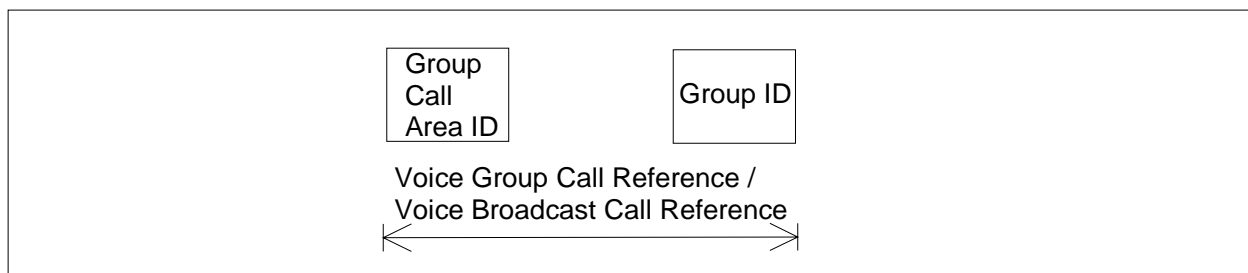 Group
Call
Area ID
Group ID
Voice Group Call Reference /
Voice Broadcast Call Reference